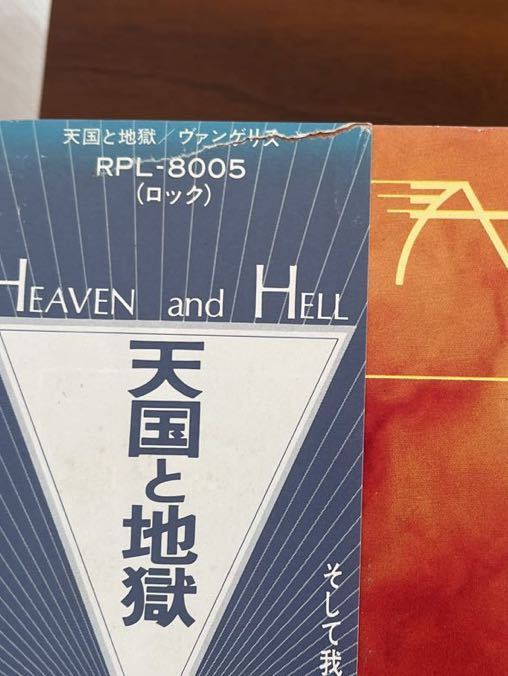 天国と地獄／ヴァンゲリス
RPL-8005
(ロック)
HEAVEN and HELL
天国と地獄
そして我